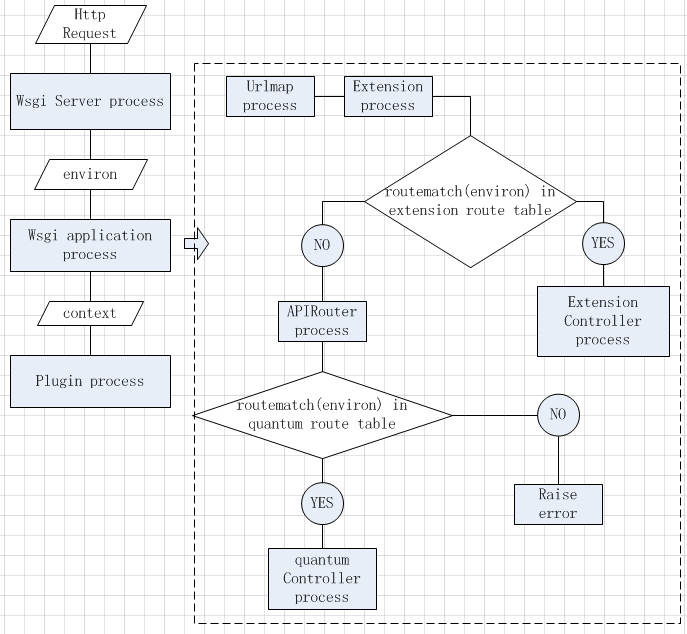 Http
Request
Wsgi Server process
environ
Wsgi application
process
context
Plugin process
Urlmap
process
Extension
process
routematch(environ) in
extension route table
NO
YES
APIRouter
process
Extension
Controller
process
routematch(environ) in
quantum route table
NO
YES
Raise
error
quantum
Controller
process